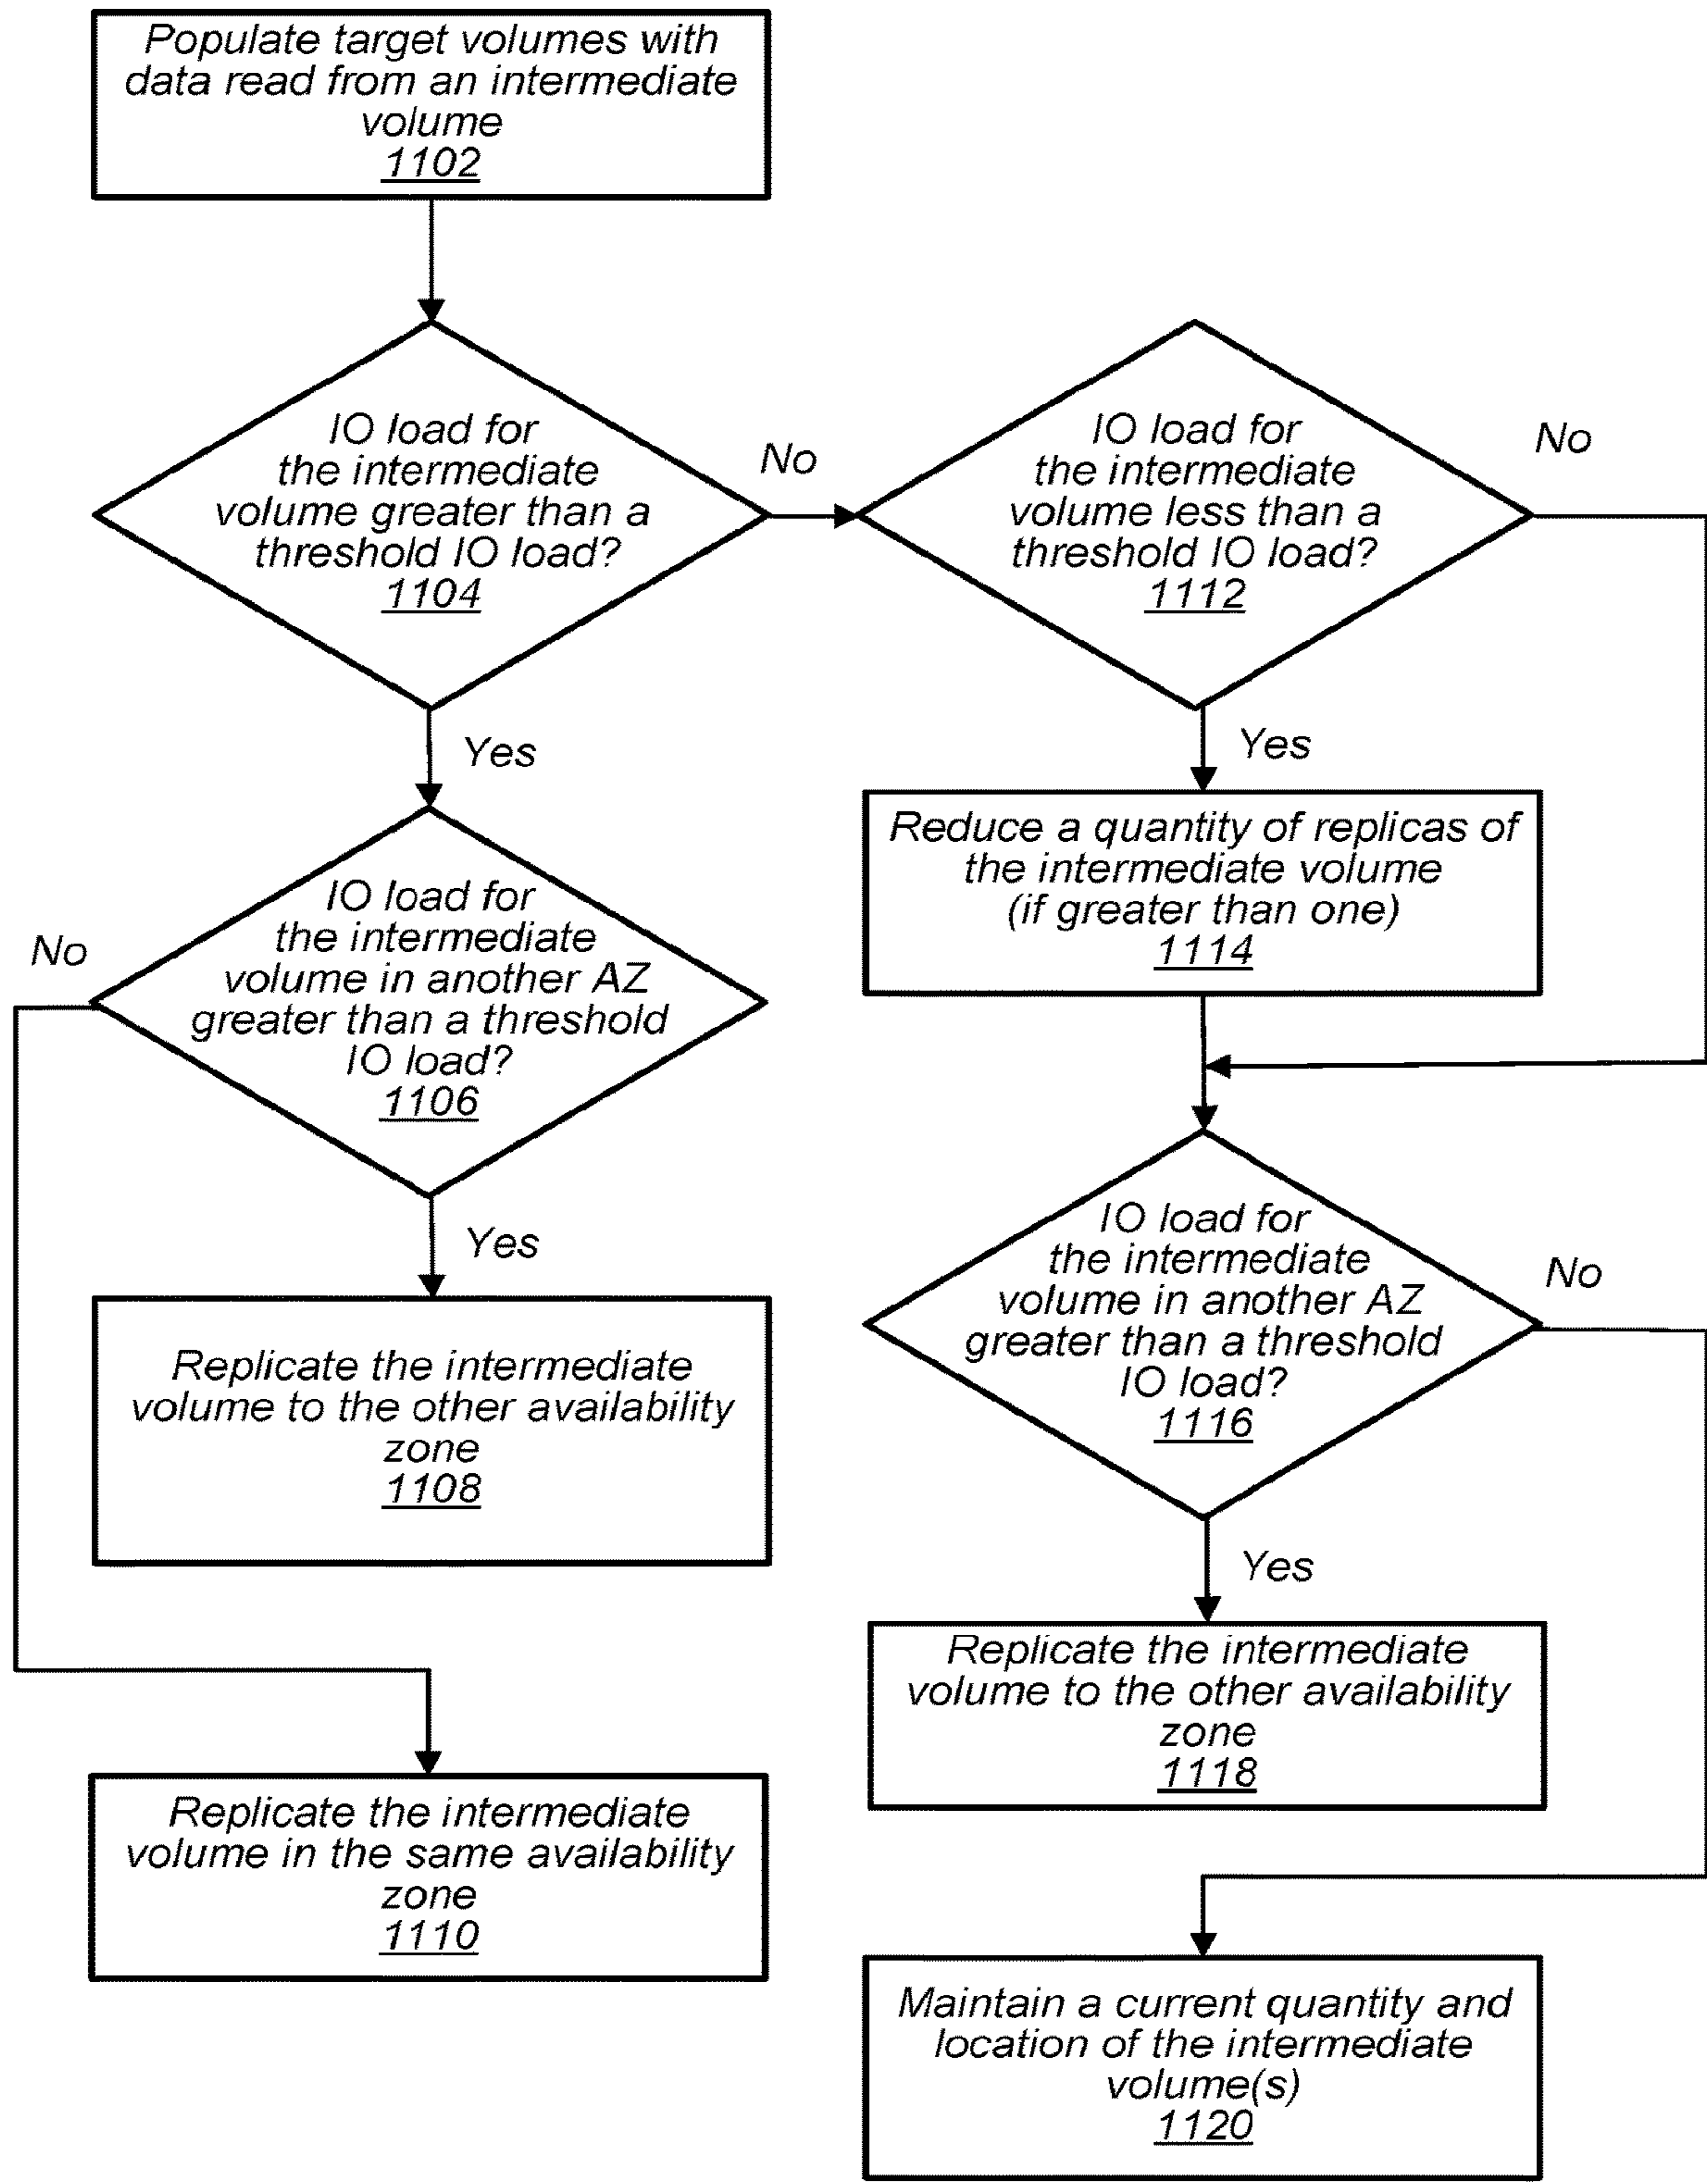 Populate target volumes with
data read from an intermediate
volume
1102
IO load for
the intermediate
volume greater than a
threshold IO load?
1104
No
IO load for
the intermediate
volume less than a
threshold IO load?
1112
No
Yes
Yes
Reduce a quantity of replicas of
the intermediate volume
(if greater than one)
1114
IO load for
the intermediate
volume in another AZ
greater than a threshold
IO load?
1106
No
Yes
Replicate the intermediate
volume to the other availability
zone
1108
IO load for
the intermediate
volume in another AZ
greater than a threshold
IO load?
1116
No
Yes
Replicate the intermediate
volume to the other availability
zone
1118
Replicate the intermediate
volume in the same availability
zone
1110
Maintain a current quantity and
location of the intermediate
volume(s)
1120